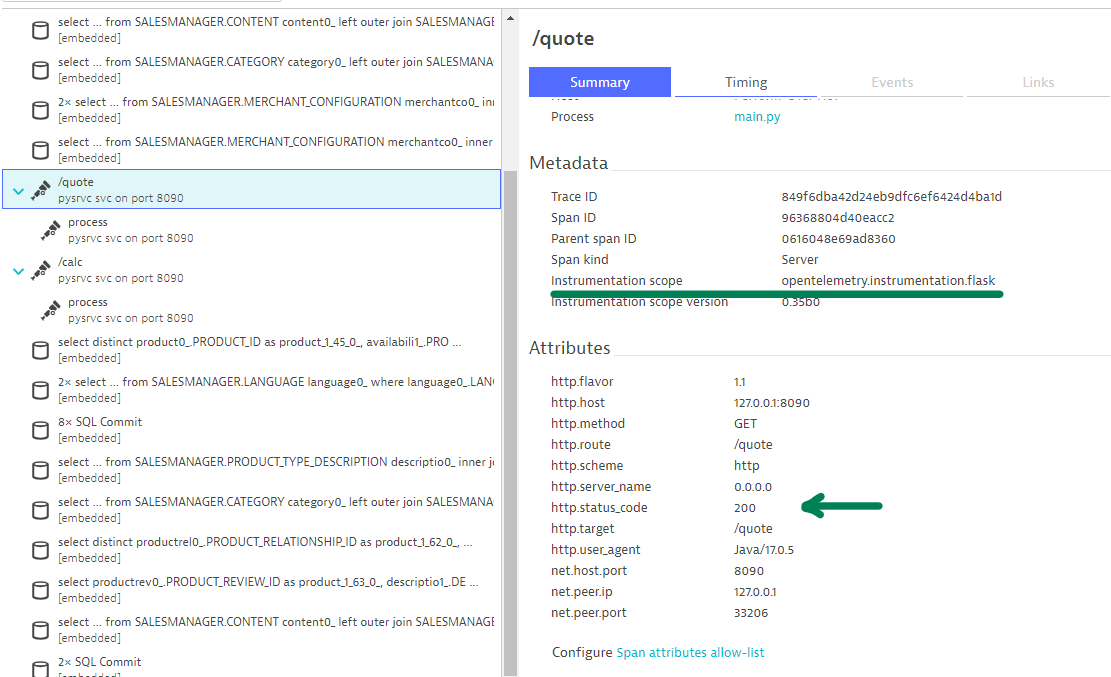 select ... from SALESMANAGER.CONTENT content0_ left outer join SALESMANAGE
[embedded]
select ... from SALESMANAGER.CATEGORY category0_ left outer join SALESMANA
[embedded]
2× select ... from SALESMANAGER.MERCHANT_CONFIGURATION merchantco0_ inn
[embedded]
select ... from SALESMANAGER.MERCHANT_CONFIGURATION merchantco0_ inner
[embedded]
/quote
pysrvc svc on port 8090
process
pysrvc svc on port 8090
/calc
pysrvc svc on port 8090
process
pysrvc svc on port 8090
select distinct product0_.PRODUCT_ID as product_1_45_0_, availabili1_.PRO ...
[embedded]
2× select ... from SALESMANAGER.LANGUAGE language0_ where language0_.LANG
[embedded]
8× SQL Commit
[embedded]
select ... from SALESMANAGER.PRODUCT_TYPE_DESCRIPTION descriptio0_ inner jo
[embedded]
select ... from SALESMANAGER.CATEGORY category0_ left outer join SALESMANA
[embedded]
select distinct productrel0_.PRODUCT_RELATIONSHIP_ID as product_1_62_0_, ...
[embedded]
select productrev0_.PRODUCT_REVIEW_ID as product_1_63_0_, descriptio1_.DE ...
[embedded]
select ... from SALESMANAGER.CONTENT content0_ left outer join SALESMANAGE
[embedded]
2× SQL Commit
/quote
Summary Timing Events Links
Process main.py
Metadata
Trace ID 849f6dba42d24eb9dfc6ef6424d4ba1d
Span ID 96368804d40eacc2
Parent span ID 0616048e69ad8360
Span kind Server
Instrumentation scope opentelemetry.instrumentation.flask
Instrumentation scope version 0.35b0
Attributes
http.flavor 1.1
http.host 127.0.0.1:8090
http.method GET
http.route /quote
http.scheme http
http.server_name 0.0.0.0
http.status_code 200
http.target /quote
http.user_agent Java/17.0.5
net.host.port 8090
net.peer.ip 127.0.0.1
net.peer.port 33206
Configure Span attributes allow-list